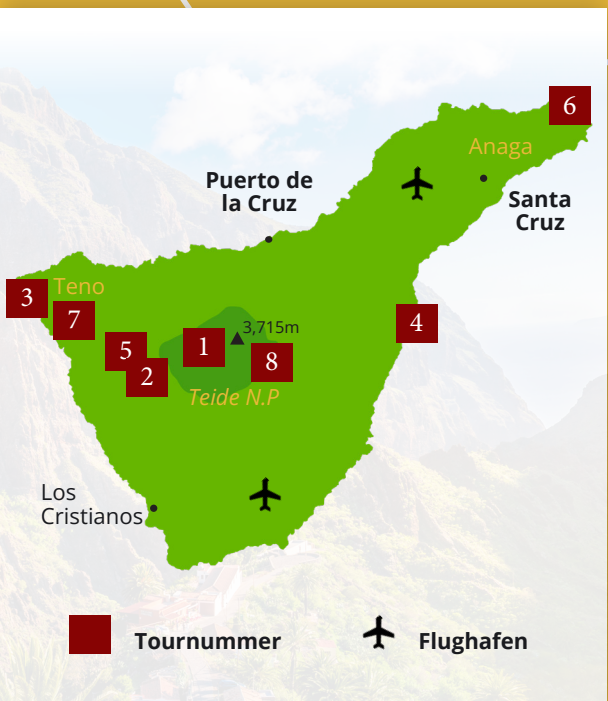 6
Anaga
Puerto de
la Cruz
Santa
Cruz
Teno
3
7
4
3,715m
5
1
8
2
Teide N.P
Los
Cristianos
Tournummer
Flughafen